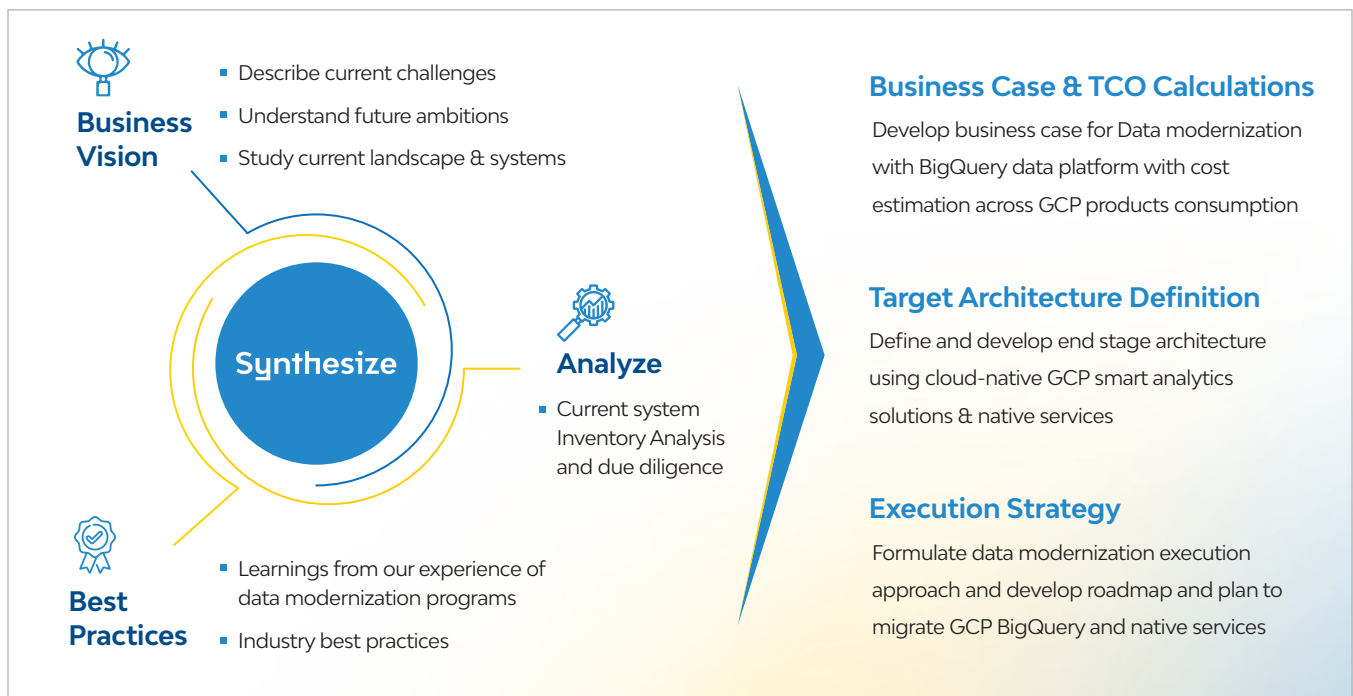 Business
Vision
Describe current challenges
Understand future ambitions
Study current landscape & systems
Synthesize
Analyze
Current system
Inventory Analysis
and due diligence
Best
Practices
Learnings from our experience of
data modernization programs
Industry best practices
Business Case & TCO Calculations
Develop business case for Data modernization
with BigQuery data platform with cost
estimation across GCP products consumption
Target Architecture Definition
Define and develop end stage architecture
using cloud-native GCP smart analytics
solutions & native services
Execution Strategy
Formulate data modernization execution
approach and develop roadmap and plan to
migrate GCP BigQuery and native services